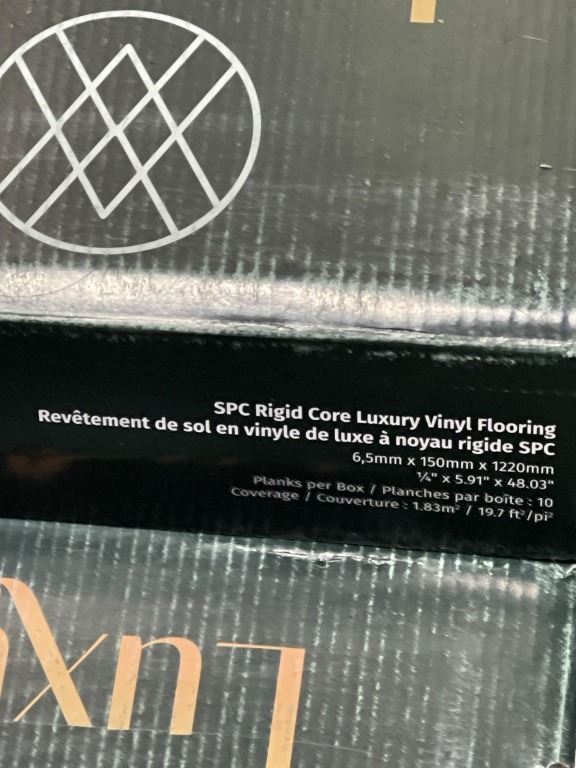 SPC Rigid Core Luxury Vinyl Flooring
Revêtement de sol en vinyle de luxe à noyau rigide SPC
6,5mm x 150mm x 1220mm
¼" x 5.91" x 48.03"
Planks per Box / Planches par boîte : 10
Coverage / Couverture : 1.83m² / 19.7 ft²/pi²